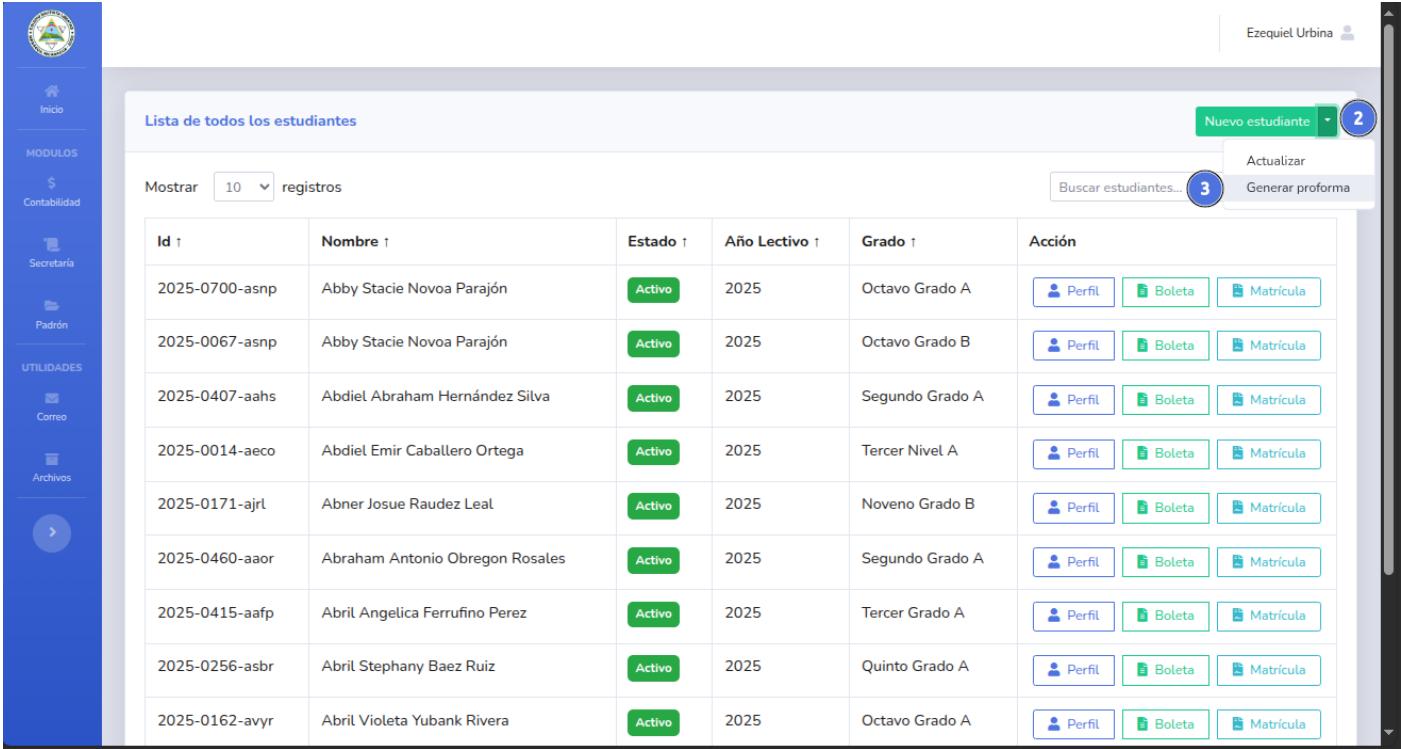 Ezequiel Urbina
Inicio
MODULOS
Contabilidad
Secretaría
Padrón
UTILIDADES
Correo
Archivos
Lista de todos los estudiantes
Nuevo estudiante
2
Actualizar
3
Generar proforma
Mostrar 10 registros
Buscar estudiantes...
Id ↑ Nombre ↑ Estado ↑ Año Lectivo ↑ Grado ↑ Acción
2025-0700-asnp Abby Stacie Novoa Parajón Activo 2025 Octavo Grado A Perfil Boleta Matrícula
2025-0067-asnp Abby Stacie Novoa Parajón Activo 2025 Octavo Grado B Perfil Boleta Matrícula
2025-0407-aahs Abdiel Abraham Hernández Silva Activo 2025 Segundo Grado A Perfil Boleta Matrícula
2025-0014-aeco Abdiel Emir Caballero Ortega Activo 2025 Tercer Nivel A Perfil Boleta Matrícula
2025-0171-ajrl Abner Josue Raudez Leal Activo 2025 Noveno Grado B Perfil Boleta Matrícula
2025-0460-aaor Abraham Antonio Obregon Rosales Activo 2025 Segundo Grado A Perfil Boleta Matrícula
2025-0415-aafp Abril Angelica Ferrufino Perez Activo 2025 Tercer Grado A Perfil Boleta Matrícula
2025-0256-asbr Abril Stephany Baez Ruiz Activo 2025 Quinto Grado A Perfil Boleta Matrícula
2025-0162-avyr Abril Violeta Yubank Rivera Activo 2025 Octavo Grado A Perfil Boleta Matrícula